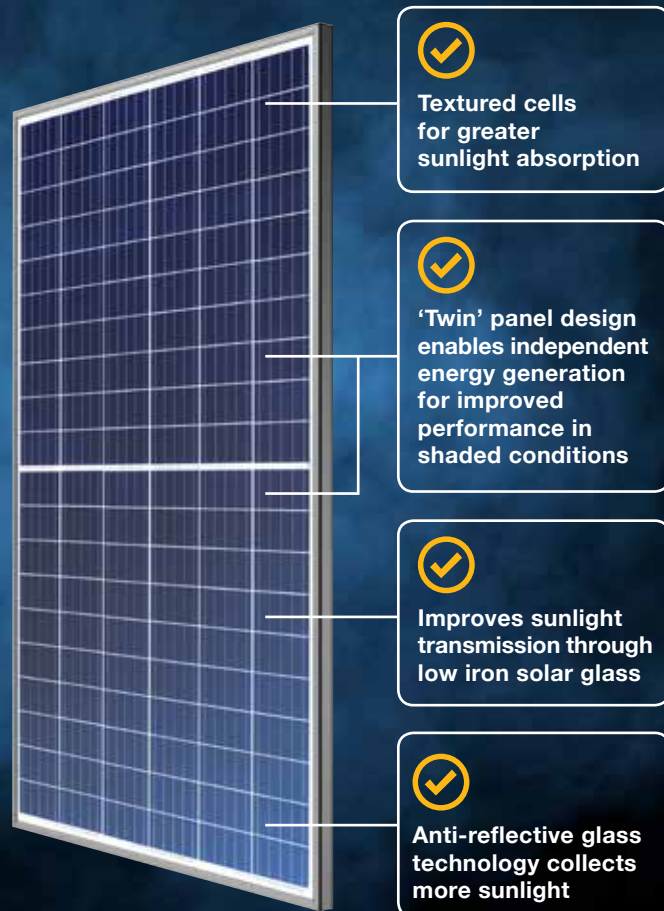 Textured cells
for greater
sunlight absorption
‘Twin’ panel design
enables independent
energy generation
for improved
performance in
shaded conditions
Improves sunlight
transmission through
low iron solar glass
Anti-reflective glass
technology collects
more sunlight